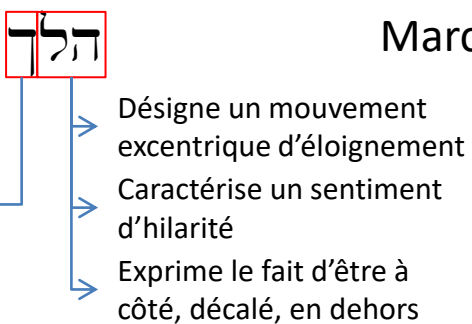 הלך
Marc
Désigne un mouvement
excentrique d’éloignement
Caractérise un sentiment
d’hilarité
Exprime le fait d’être à
côté, décalé, en dehors